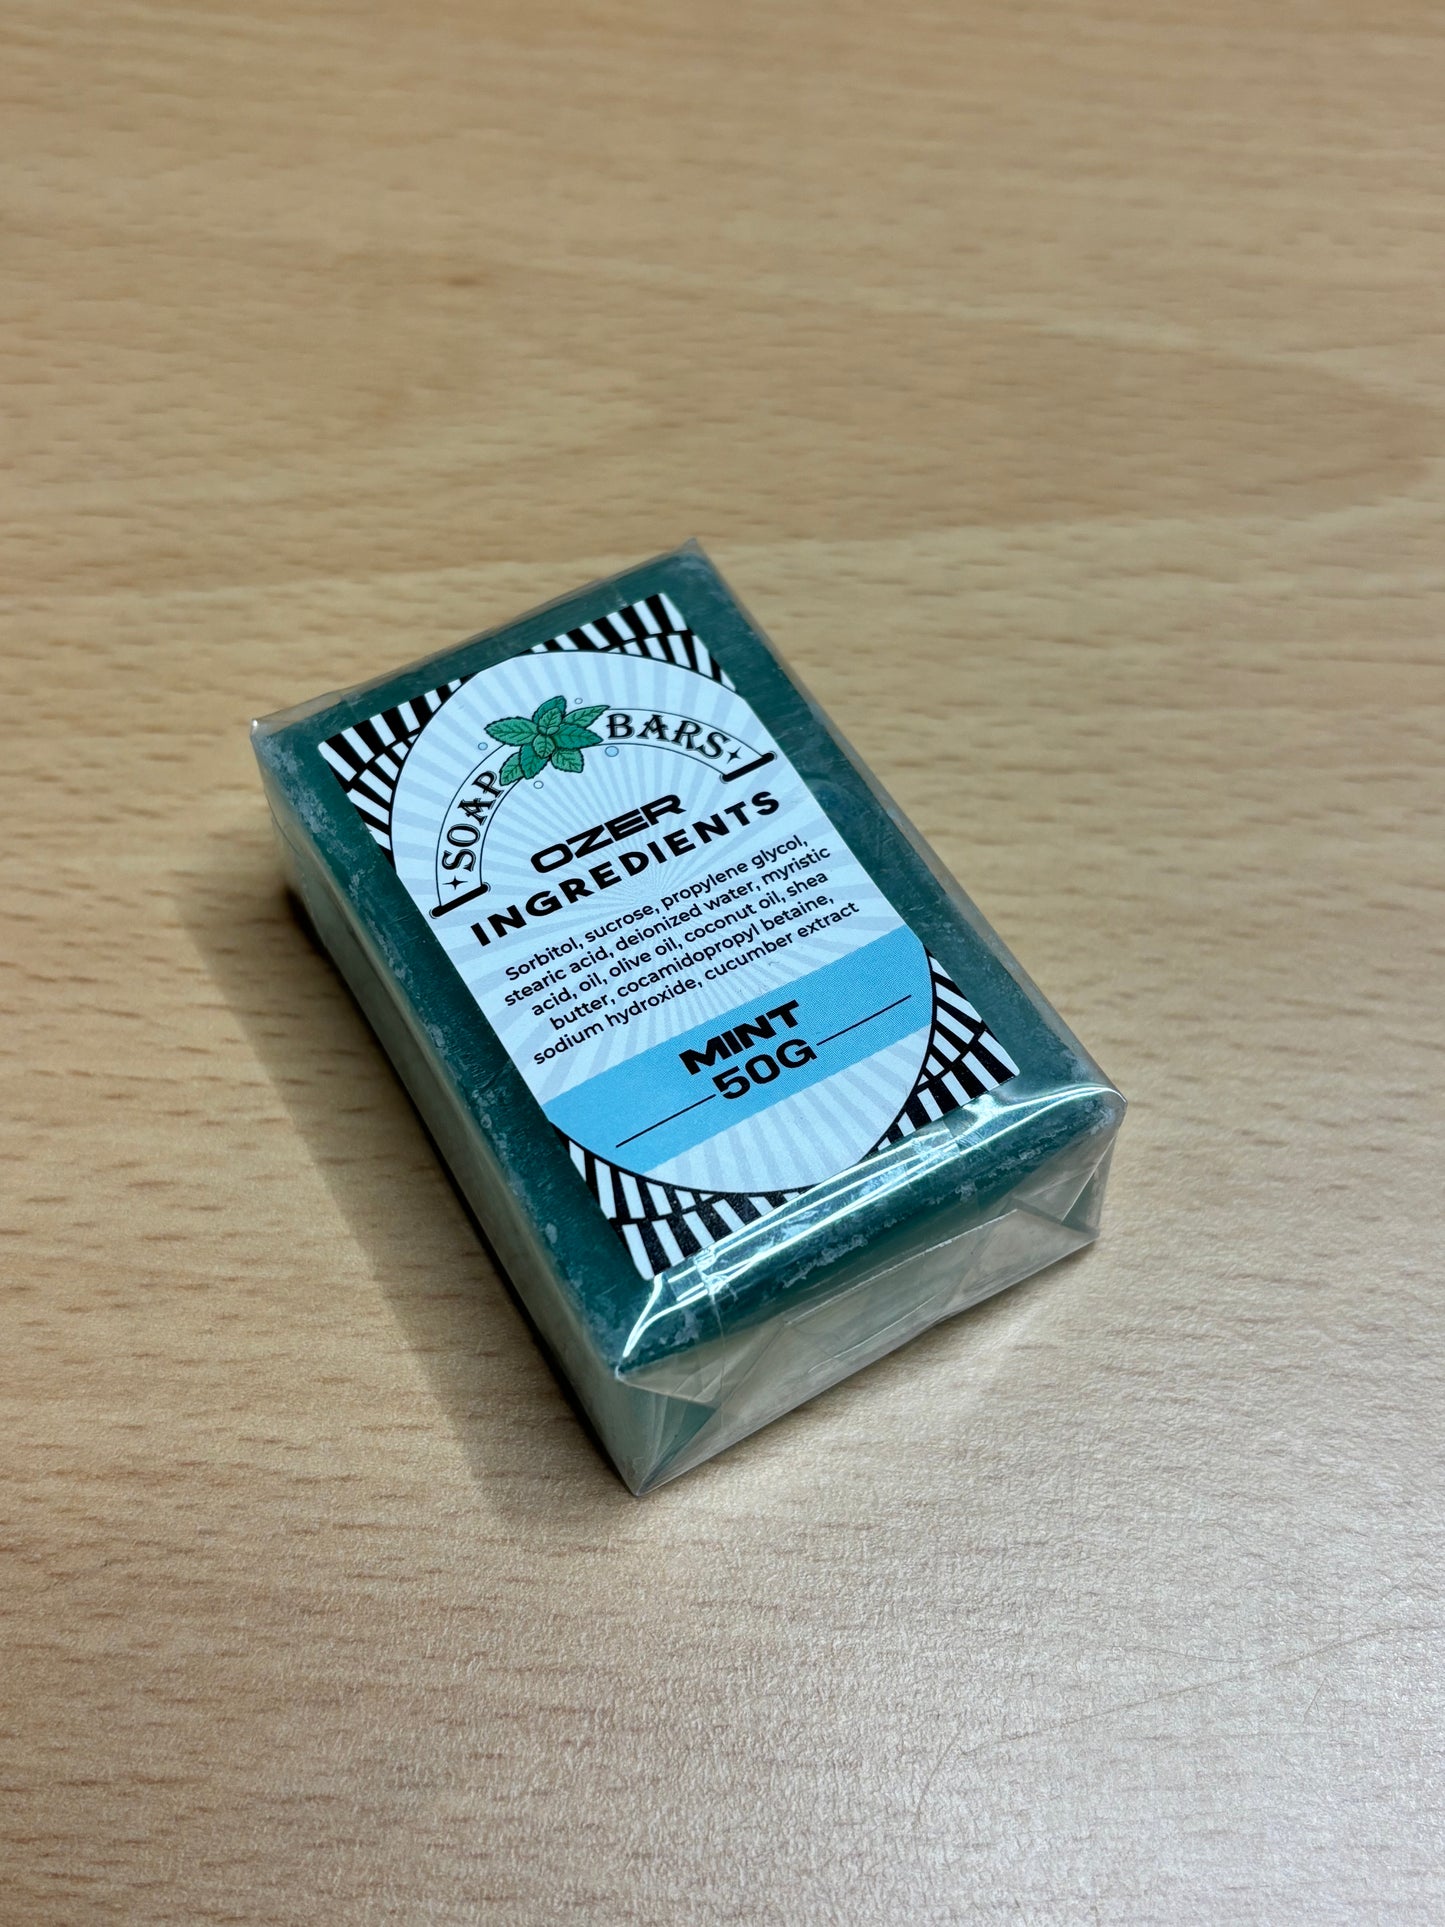 SOAP BARS
OZER
INGREDIENTS
Sorbitol, sucrose, propylene glycol,
stearic acid, deionized water, myristic
acid, oil, olive oil, coconut oil, shea
butter, cocamidopropyl betaine,
sodium hydroxide, cucumber extract
MINT
50G